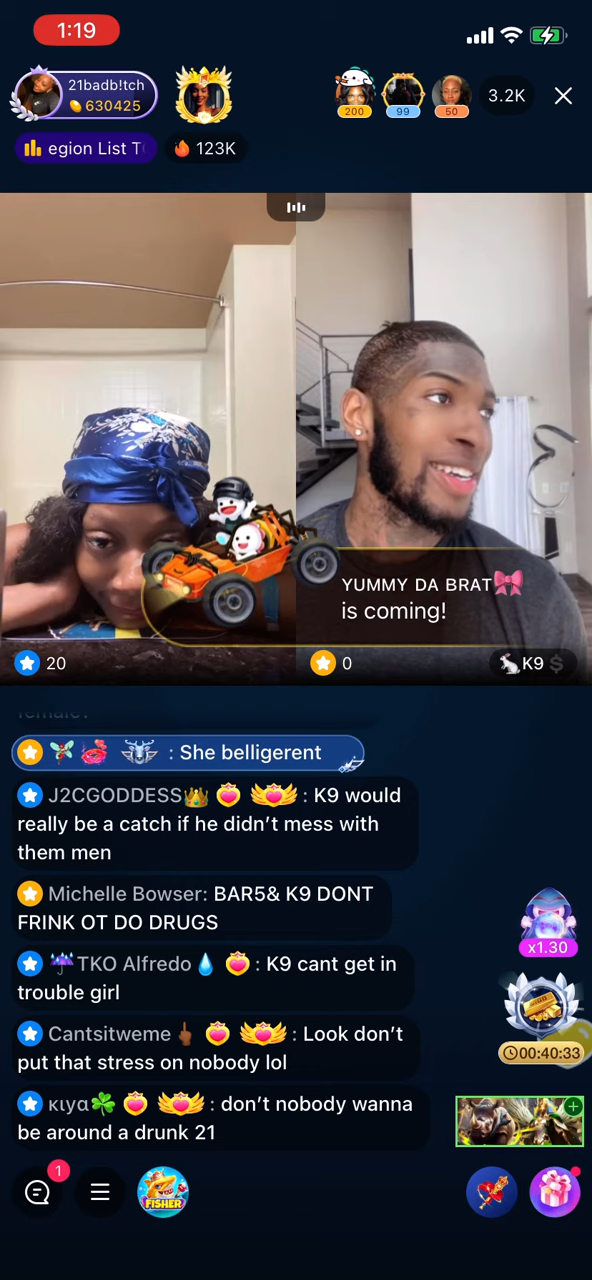 1:19
21badb!tch
630425
200
99
50
3.2K
egion List T
123K
YUMMY DA BRAT🎀
is coming!
20
0
🐇K9💲
female?
: She belligerent
J2CGODDESS👑 : K9 would
really be a catch if he didn’t mess with
them men
Michelle Bowser: BAR5& K9 DONT
FRINK OT DO DRUGS
☔TKO Alfredo💧 : K9 cant get in
trouble girl
Cantsitweme🖕🏾 : Look don’t
put that stress on nobody lol
кιуα☘️ : don’t nobody wanna
be around a drunk 21
x1.30
00:40:33
1
FISHER